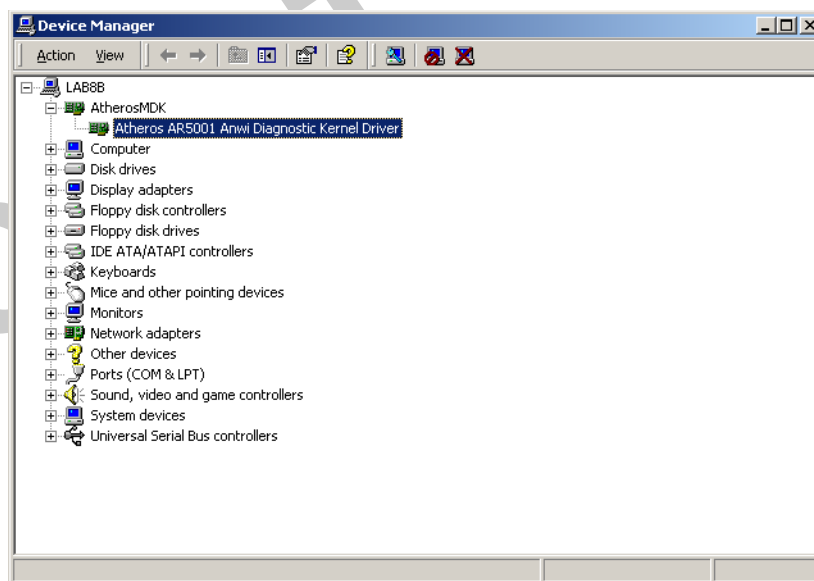 Device Manager
Action View
LAB8B
AtherosMDK
Atheros AR5001 Anwi Diagnostic Kernel Driver
Computer
Disk drives
Display adapters
Floppy disk controllers
Floppy disk drives
IDE ATA/ATAPI controllers
Keyboards
Mice and other pointing devices
Monitors
Network adapters
Other devices
Ports (COM & LPT)
Sound, video and game controllers
System devices
Universal Serial Bus controllers